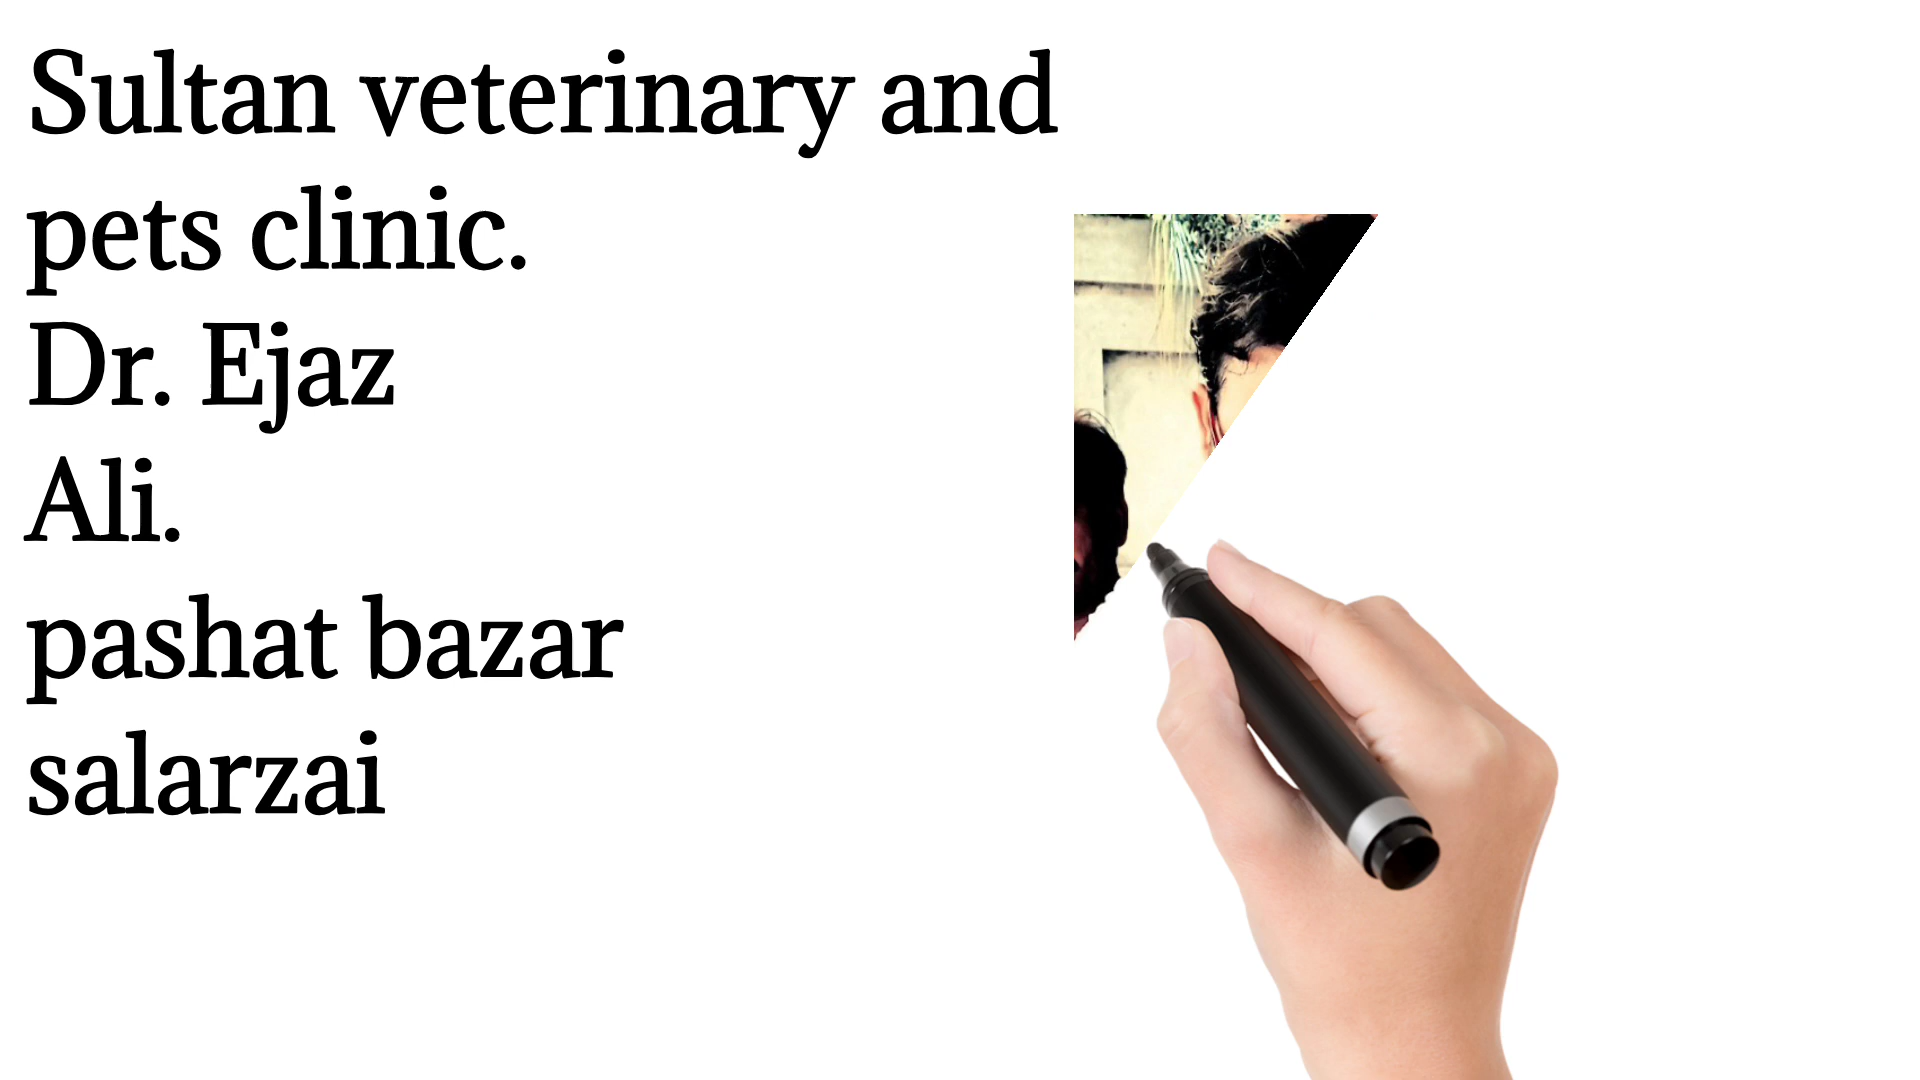 Sultan veterinary and
pets clinic.
Dr. Ejaz
Ali.
pashat bazar
salarzai